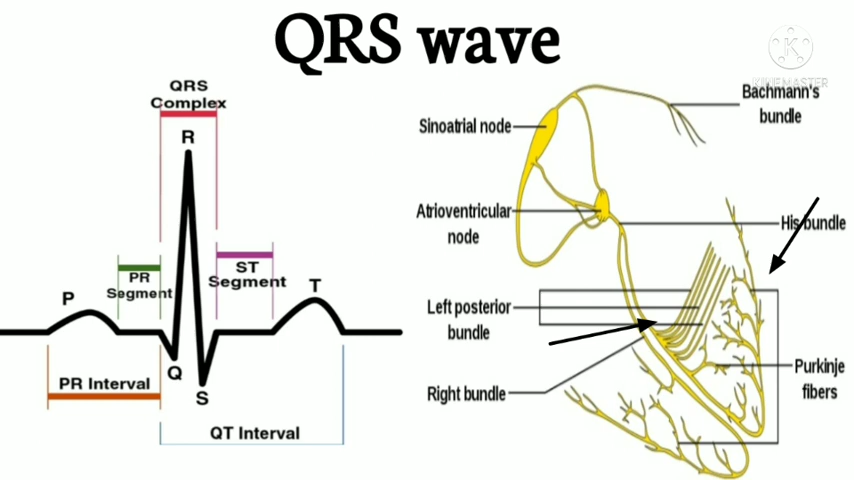 QRS wave
K
KINEMASTER
QRS
Complex
R
PR
Segment
ST
Segment
P
T
Q
S
PR Interval
QT Interval
Bachmann's
bundle
Sinoatrial node
Atrioventricular
node
His bundle
Left posterior
bundle
Right bundle
Purkinje
fibers